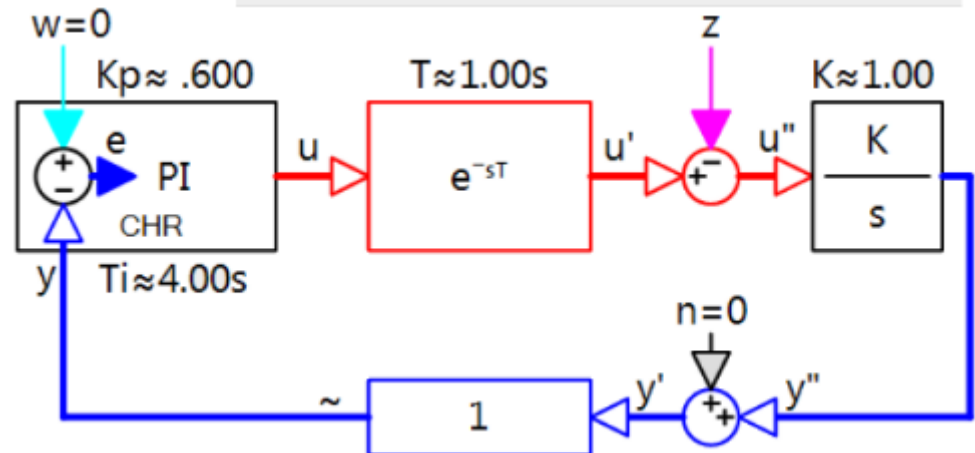 w=0
z
Kp≈ .600
T≈1.00s
K≈1.00
+
e
−
PI
u
e⁻ˢᵀ
u'
−
+
u"
K
s
CHR
y
Ti≈4.00s
n=0
~
1
y'
+
+
y"